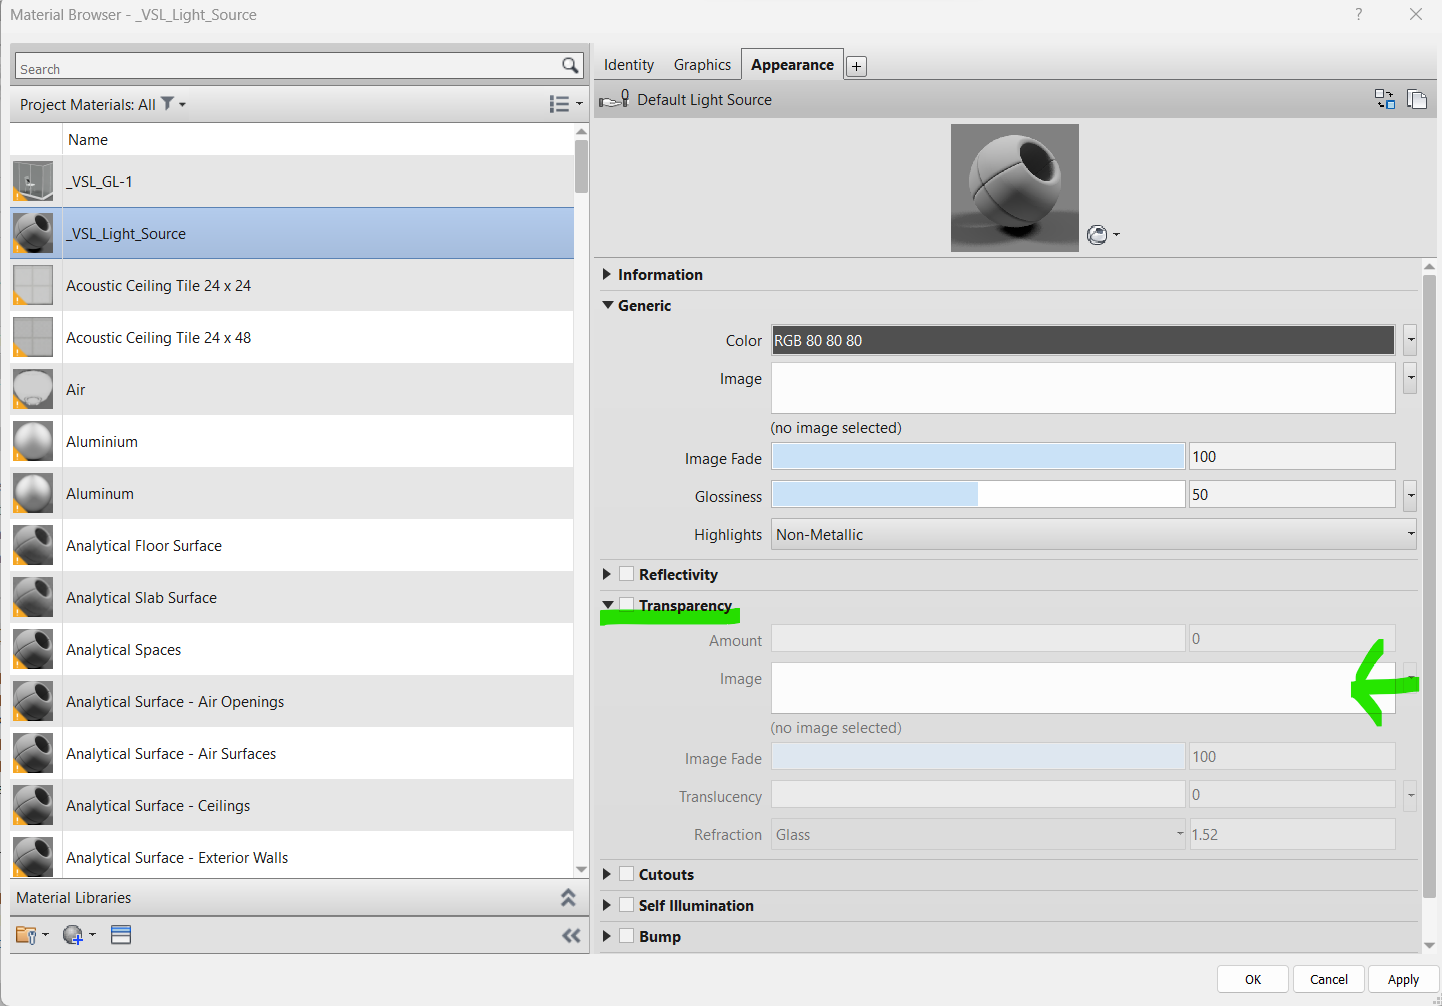 Material Browser - _VSL_Light_Source
?
Search
Project Materials: All
Name
_VSL_GL-1
_VSL_Light_Source
Acoustic Ceiling Tile 24 x 24
Acoustic Ceiling Tile 24 x 48
Air
Aluminium
Aluminum
Analytical Floor Surface
Analytical Slab Surface
Analytical Spaces
Analytical Surface - Air Openings
Analytical Surface - Air Surfaces
Analytical Surface - Ceilings
Analytical Surface - Exterior Walls
Material Libraries
Identity Graphics Appearance +
Default Light Source
Information
Generic
Color RGB 80 80 80
Image
(no image selected)
Image Fade 100
Glossiness 50
Highlights Non-Metallic
Reflectivity
Transparency
Amount 0
Image
(no image selected)
Image Fade 100
Translucency 0
Refraction Glass 1.52
Cutouts
Self Illumination
Bump
OK Cancel Apply